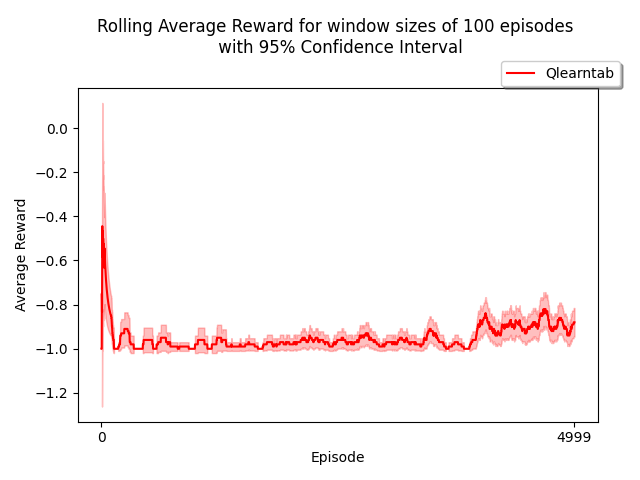 Rolling Average Reward for window sizes of 100 episodes
with 95% Confidence Interval
Qlearntab
0.0
−0.2
−0.4
−0.6
−0.8
−1.0
−1.2
Average Reward
0
4999
Episode